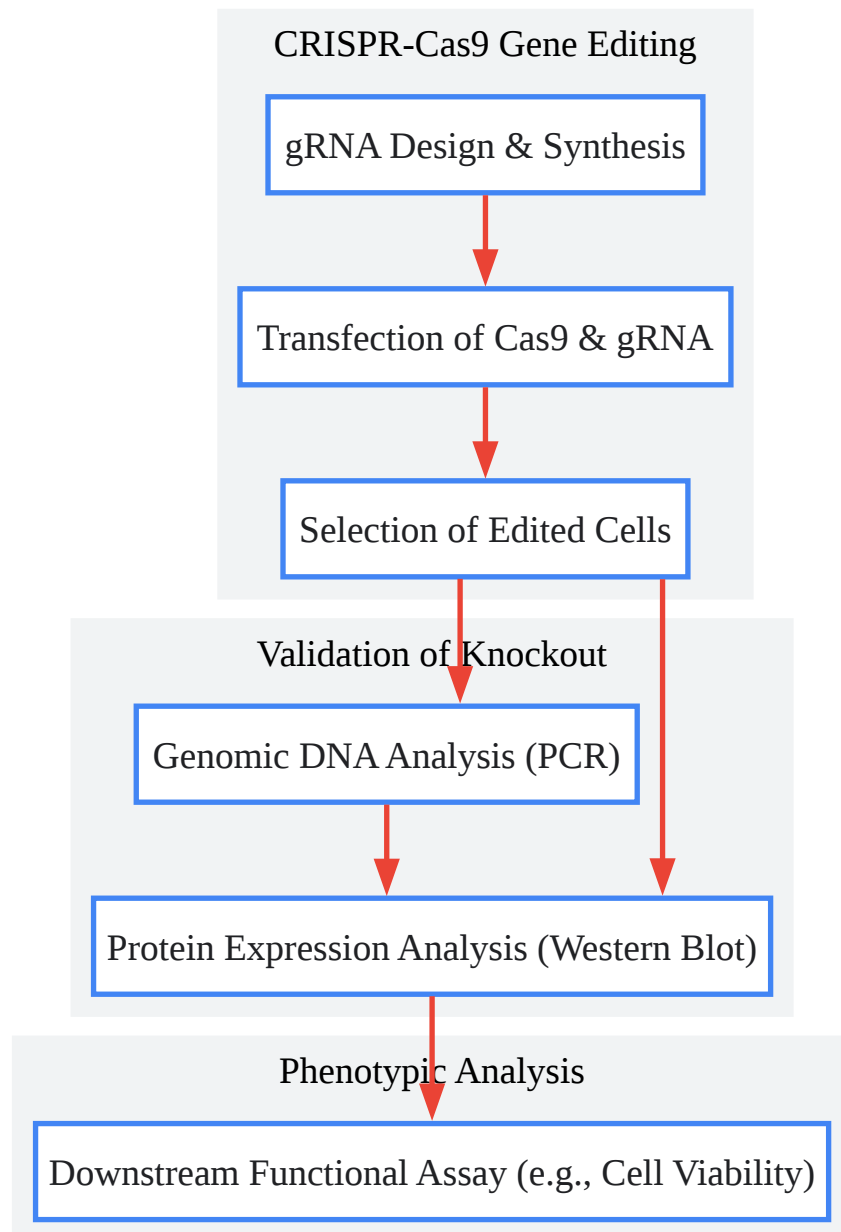 CRISPR-Cas9 Gene Editing
gRNA Design & Synthesis
Transfection of Cas9 & gRNA
Selection of Edited Cells
Validation of Knockout
Genomic DNA Analysis (PCR)
Protein Expression Analysis (Western Blot)
Phenotypic Analysis
Downstream Functional Assay (e.g., Cell Viability)